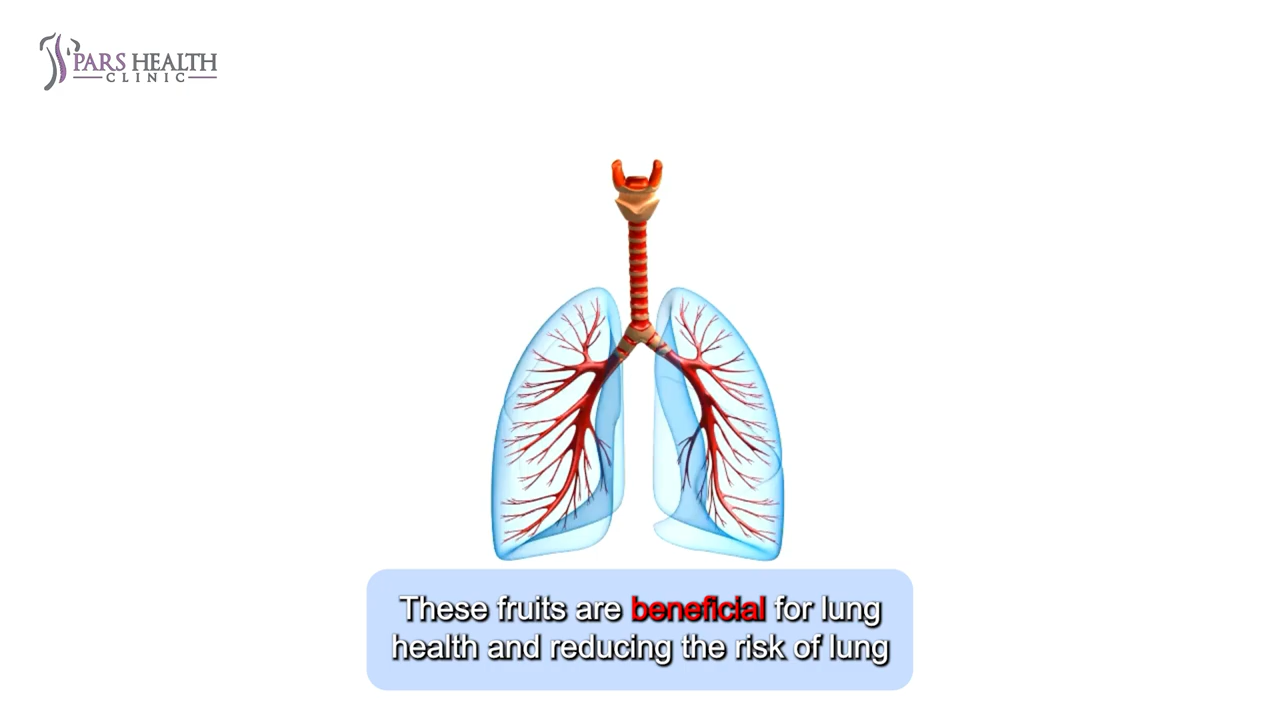 PARS HEALTH
CLINIC
These fruits are beneficial for lung
health and reducing the risk of lung